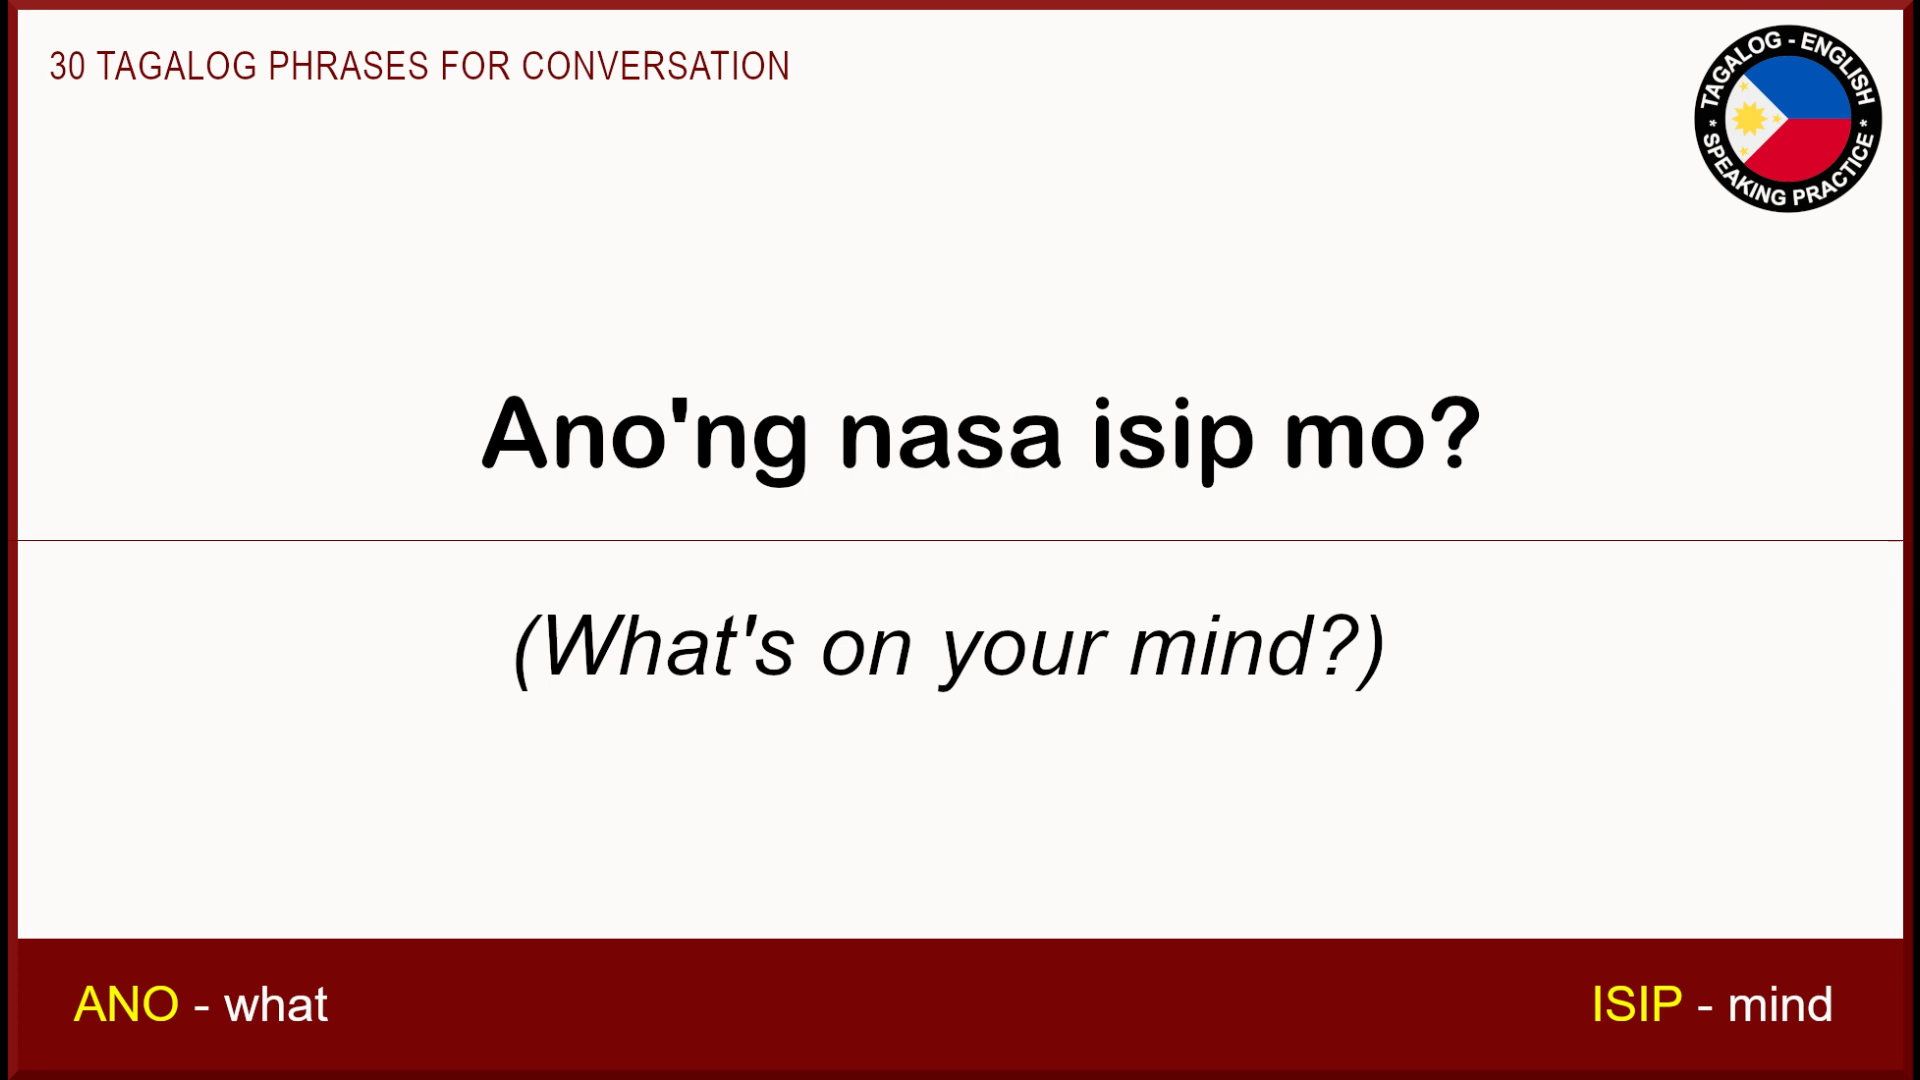 30 TAGALOG PHRASES FOR CONVERSATION
TAGALOG - ENGLISH
* SPEAKING PRACTICE *
Ano'ng nasa isip mo?
(What's on your mind?)
ANO - what
ISIP - mind